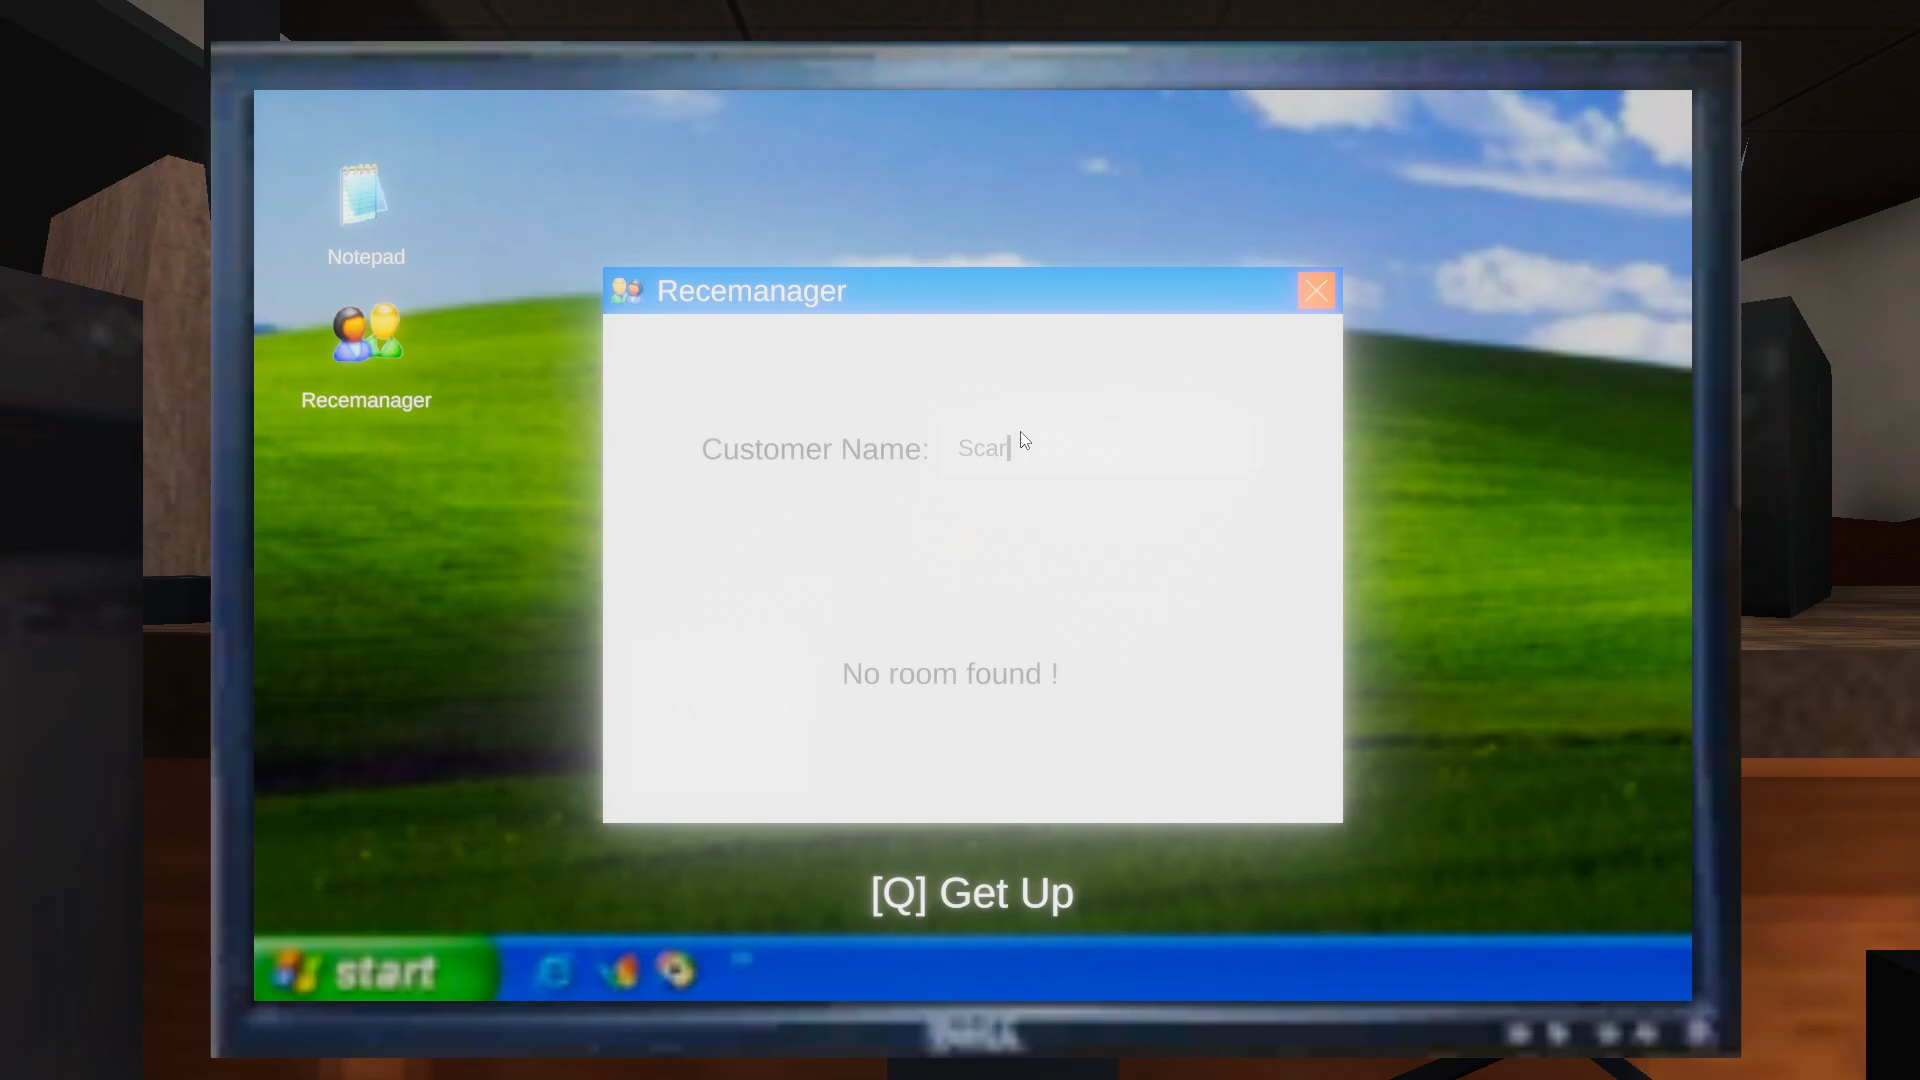 Notepad
Recemanager
Recemanager
Customer Name: Scar
No room found !
[Q] Get Up
start